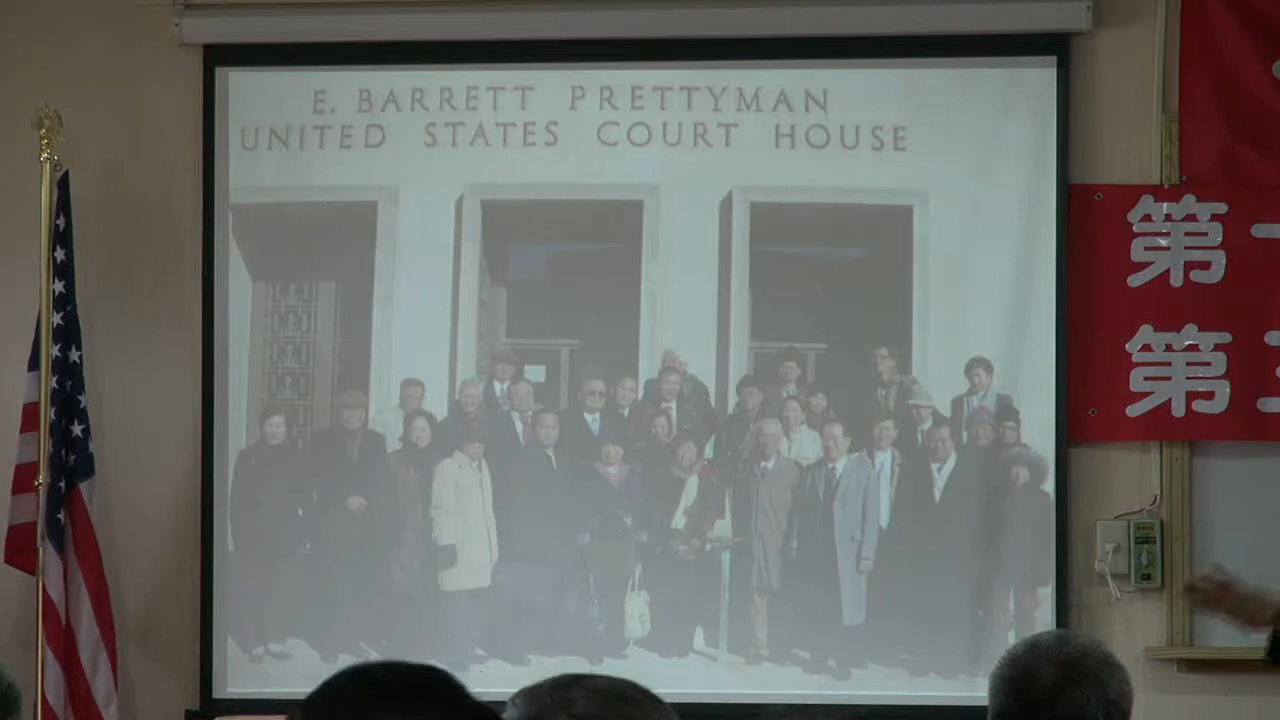 E. BARRETT PRETTYMAN
UNITED STATES COURT HOUSE
第
第